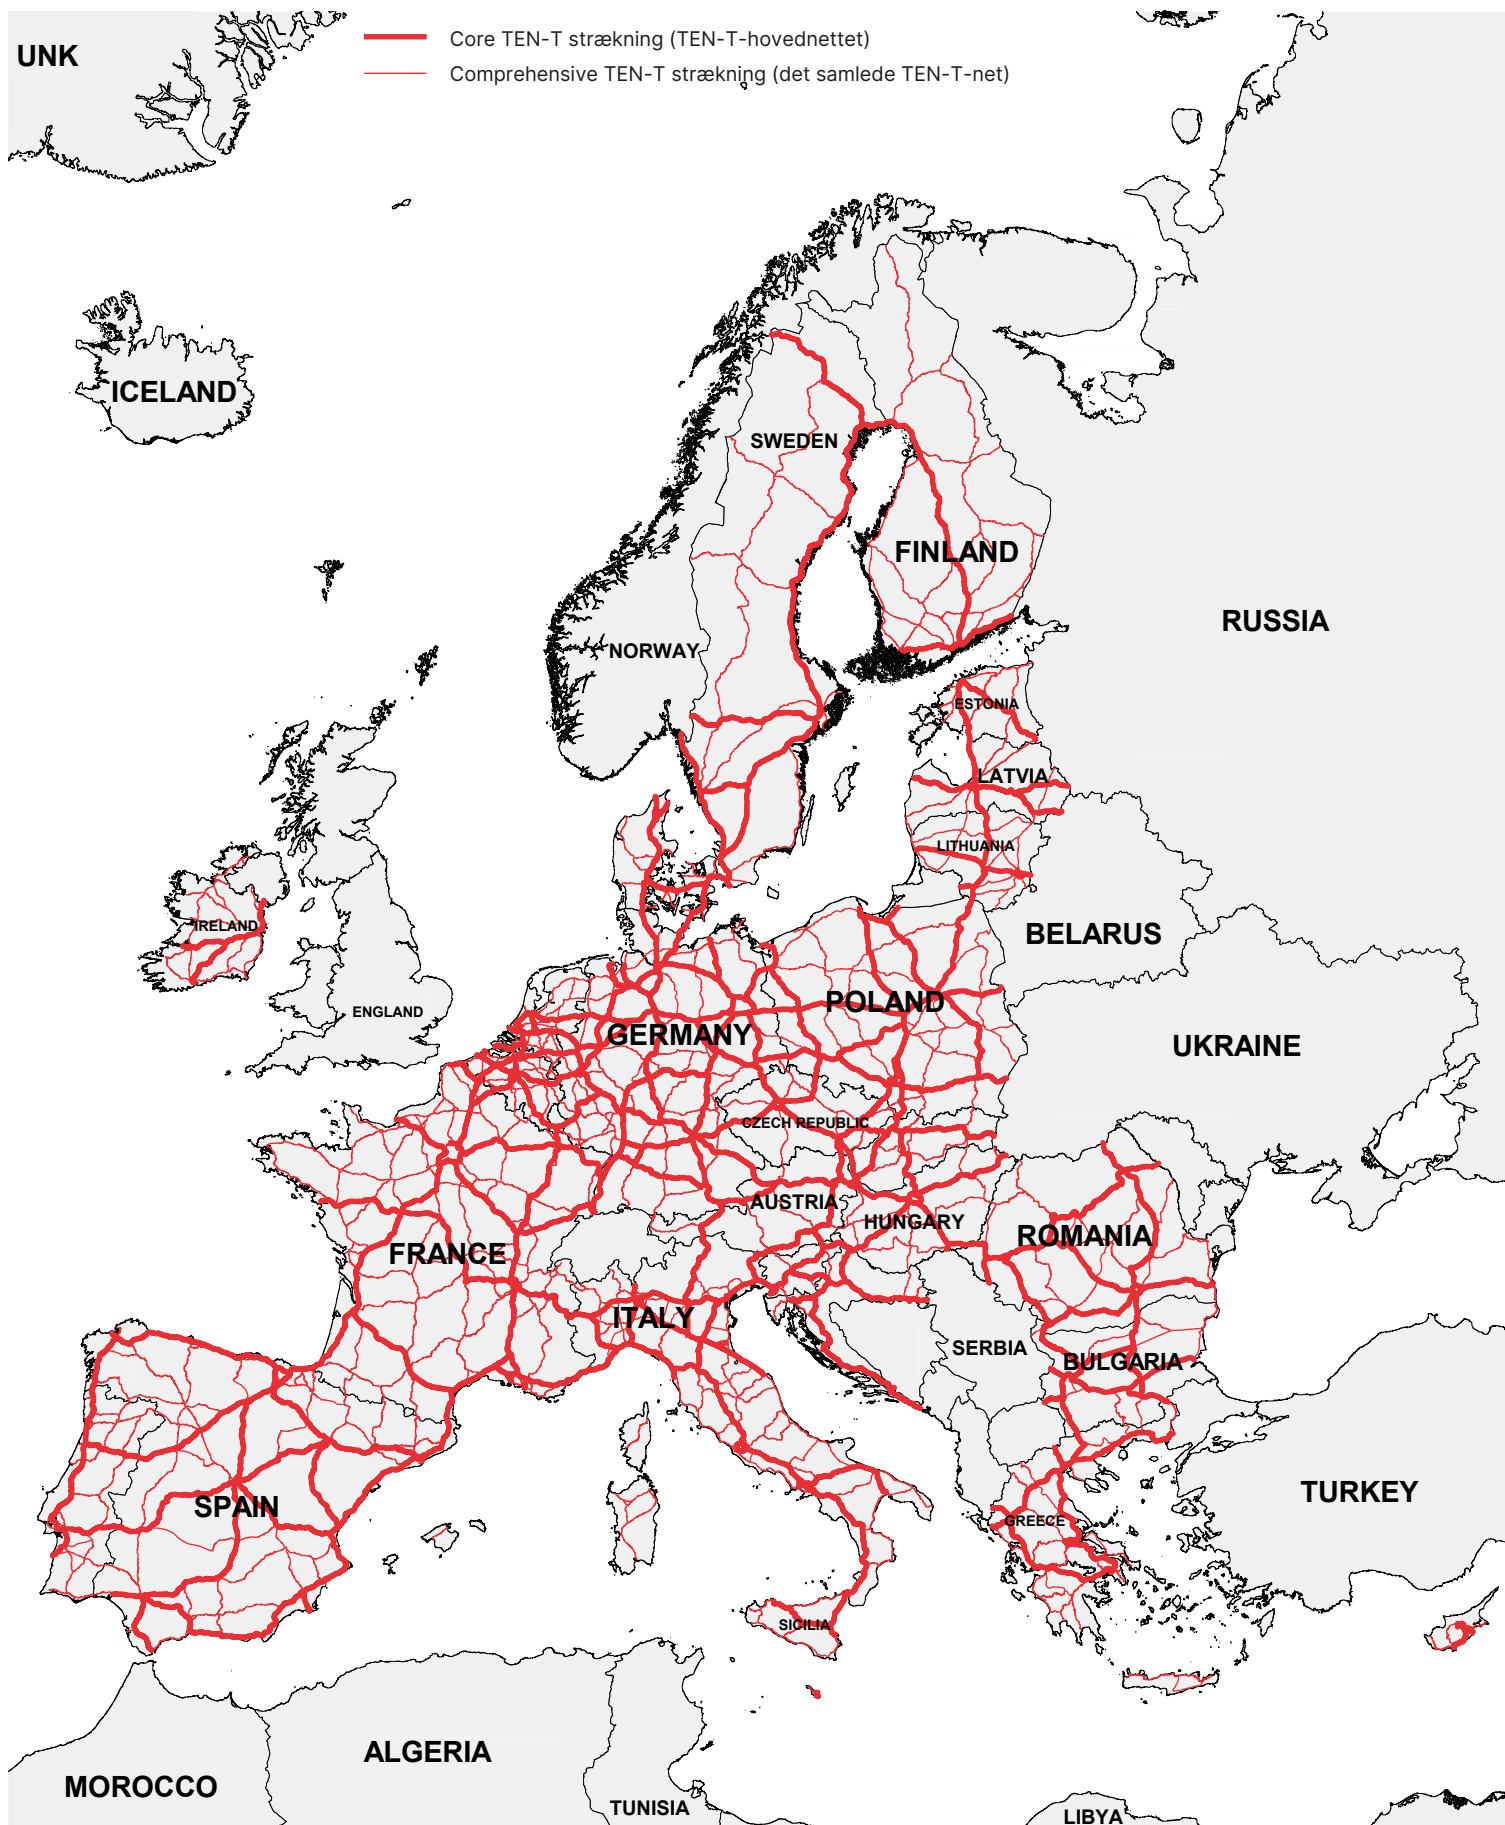 UNK
Core TEN-T strækning (TEN-T-hovednettet)
Comprehensive TEN-T strækning (det samlede TEN-T-net)
ICELAND
SWEDEN
FINLAND
RUSSIA
NORWAY
ESTONIA
LATVIA
LITHUANIA
IRELAND
BELARUS
ENGLAND
POLAND
GERMANY
UKRAINE
CZECH REPUBLIC
AUSTRIA
HUNGARY
ROMANIA
FRANCE
ITALY
SERBIA
BULGARIA
SPAIN
TURKEY
GREECE
SICILIA
ALGERIA
MOROCCO
TUNISIA
LIBYA